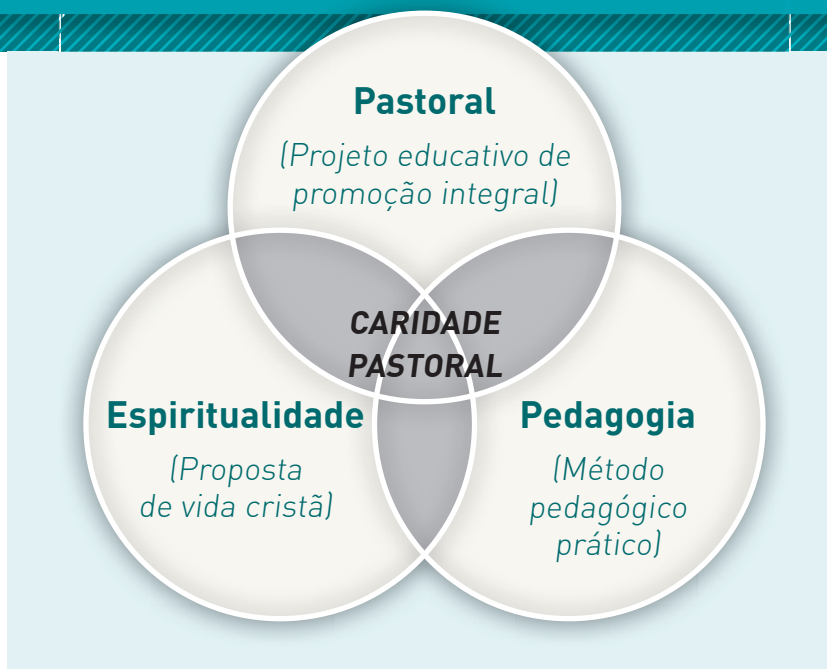 Pastoral
(Projeto educativo de
promoção integral)
CARIDADE
PASTORAL
Espiritualidade
(Proposta
de vida cristã)
Pedagogia
(Método
pedagógico
prático)